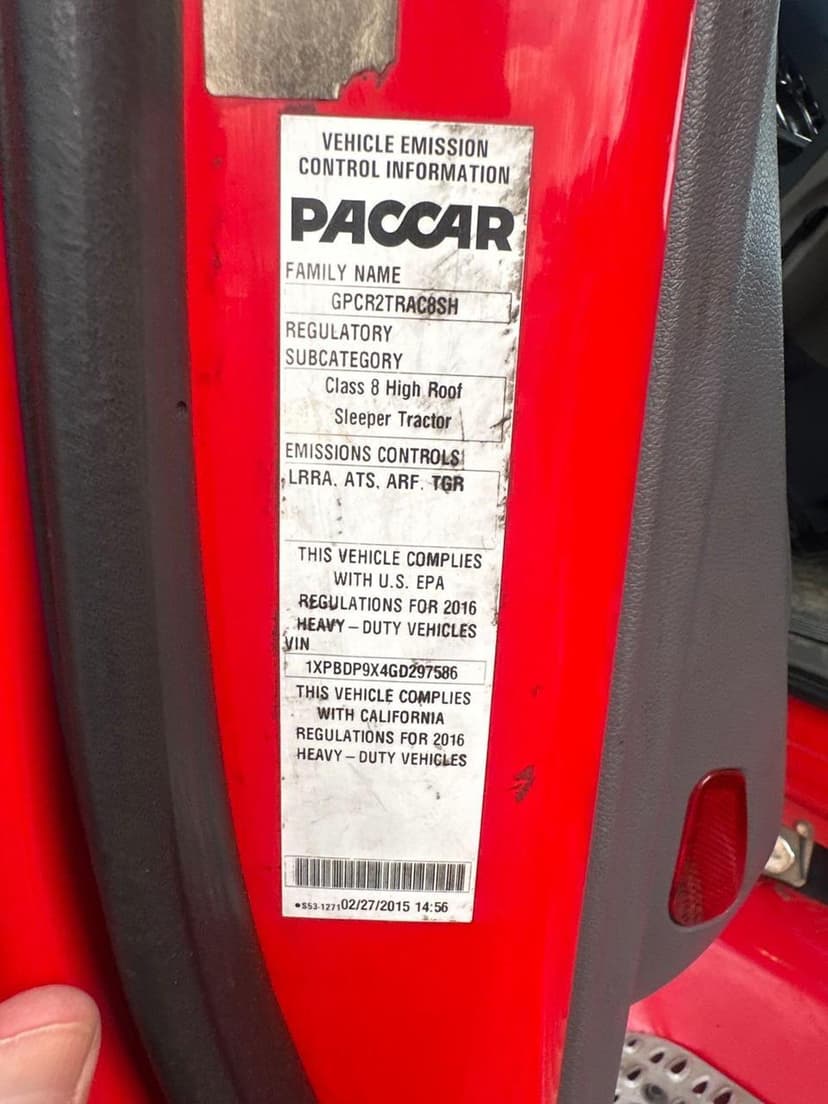 VEHICLE EMISSION
CONTROL INFORMATION
PACCAR
FAMILY NAME
GPCR2TRAC8SH
REGULATORY
SUBCATEGORY
Class 8 High Roof
Sleeper Tractor
EMISSIONS CONTROLS
LRRA, ATS, ARF, TGR
THIS VEHICLE COMPLIES
WITH U.S. EPA
REGULATIONS FOR 2016
HEAVY – DUTY VEHICLES
VIN
1XPBDP9X4GD297586
THIS VEHICLE COMPLIES
WITH CALIFORNIA
REGULATIONS FOR 2016
HEAVY – DUTY VEHICLES
•S53-1271 02/27/2015 14:56